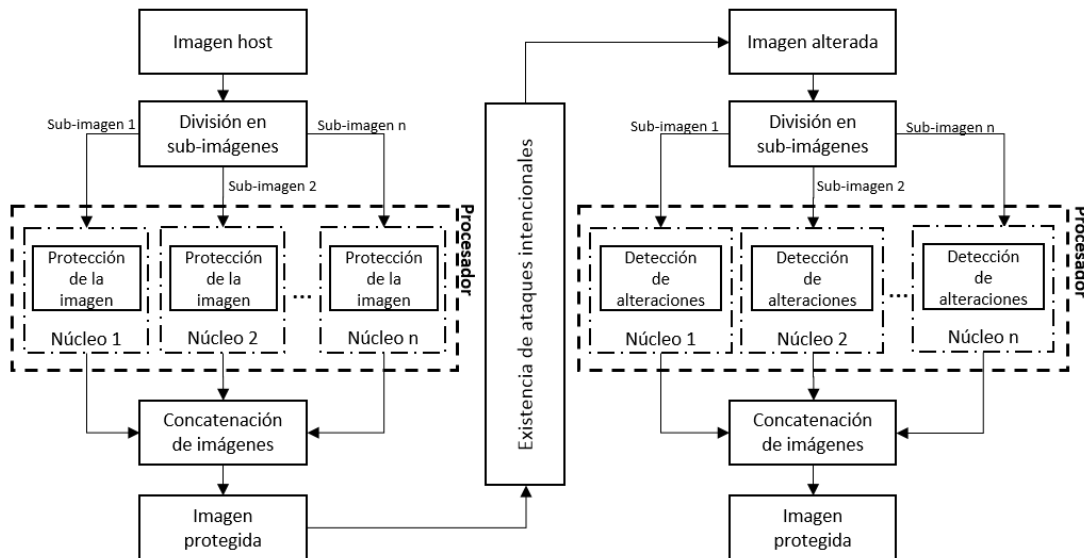 Imagen host
División en
sub-imágenes
Sub-imagen 1
Sub-imagen n
Sub-imagen 2
Procesador
Protección
de la
imagen
Núcleo 1
Protección
de la
imagen
Núcleo 2
...
Protección
de la
imagen
Núcleo n
Concatenación
de imágenes
Imagen
protegida
Existencia de ataques intencionales
Imagen alterada
División en
sub-imágenes
Sub-imagen 1
Sub-imagen n
Sub-imagen 2
Procesador
Detección
de
alteraciones
Núcleo 1
Detección
de
alteraciones
Núcleo 2
...
Detección
de
alteraciones
Núcleo n
Concatenación
de imágenes
Imagen
protegida